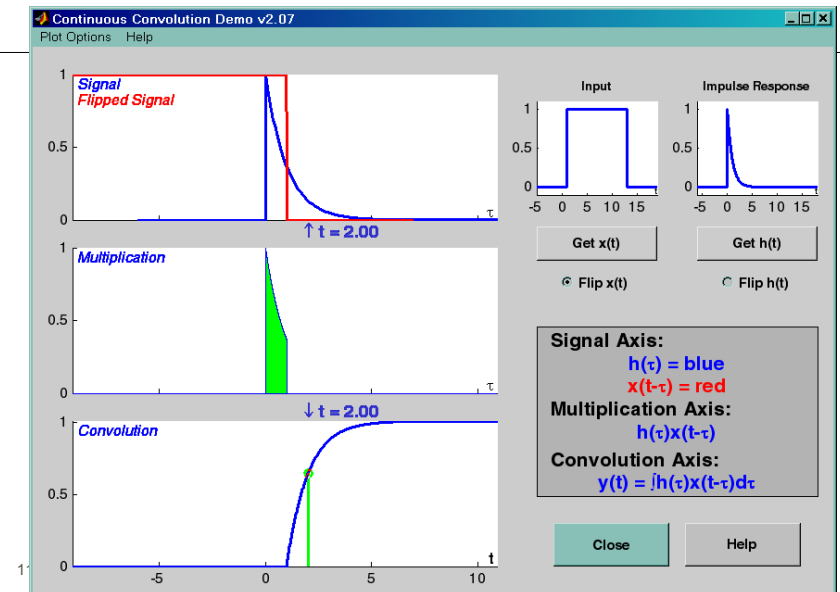 Continuous Convolution Demo v2.07
Plot Options Help
Signal
Flipped Signal
1
0.5
0
τ
↑ t = 2.00
Multiplication
1
0.5
0
τ
↓ t = 2.00
Convolution
1
0.5
0
t
-5 0 5 10
Input
1
0.5
0
-5 0 5 10 15
Impulse Response
1
0.5
0
-5 0 5 10 15
Get x(t)
Get h(t)
Flip x(t)
Flip h(t)
Signal Axis:
h(τ) = blue
x(t-τ) = red
Multiplication Axis:
h(τ)x(t-τ)
Convolution Axis:
y(t) = ∫h(τ)x(t-τ)dτ
Close
Help